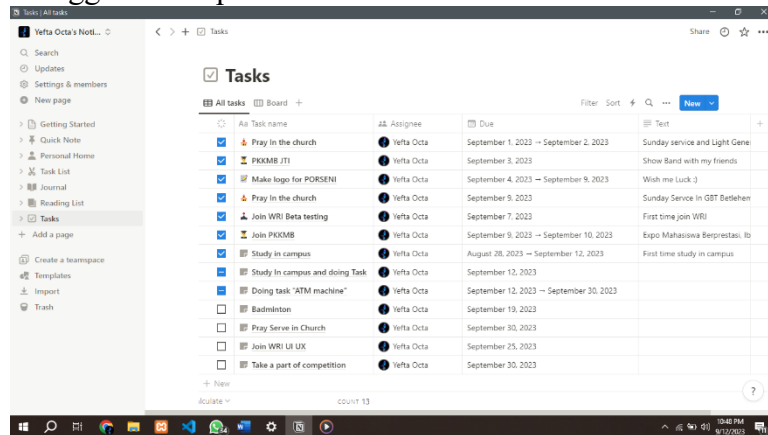 Tasks | All tasks
Yefta Octa's Noti...
Tasks
Share
Search
Updates
Settings & members
New page
Getting Started
Quick Note
Personal Home
Task List
Journal
Reading List
Tasks
Add a page
Create a teamspace
Templates
Import
Trash
Tasks
All tasks Board
Filter Sort New
Aa Task name Assignee Due Text
Pray In the church Yefta Octa September 1, 2023 → September 2, 2023 Sunday service and Light Gene
PKKMB JTI Yefta Octa September 3, 2023 Show Band with my friends
Make logo for PORSENI Yefta Octa September 4, 2023 → September 9, 2023 Wish me Luck :)
Pray In the church Yefta Octa September 9, 2023 Sunday Servce In GBT Betlehem
Join WRI Beta testing Yefta Octa September 7, 2023 First time join WRI
Join PKKMB Yefta Octa September 9, 2023 → September 10, 2023 Expo Mahasiswa Berprestasi, Ib
Study in campus Yefta Octa August 28, 2023 → September 12, 2023 First time study in campus
Study In campus and doing Task Yefta Octa September 12, 2023
Doing task "ATM machine" Yefta Octa September 12, 2023 → September 30, 2023
Badminton Yefta Octa September 19, 2023
Pray Serve in Church Yefta Octa September 30, 2023
Join WRI UI UX Yefta Octa September 25, 2023
Take a part of competition Yefta Octa September 30, 2023
+ New
COUNT 13
?
10:48 PM
9/12/2023